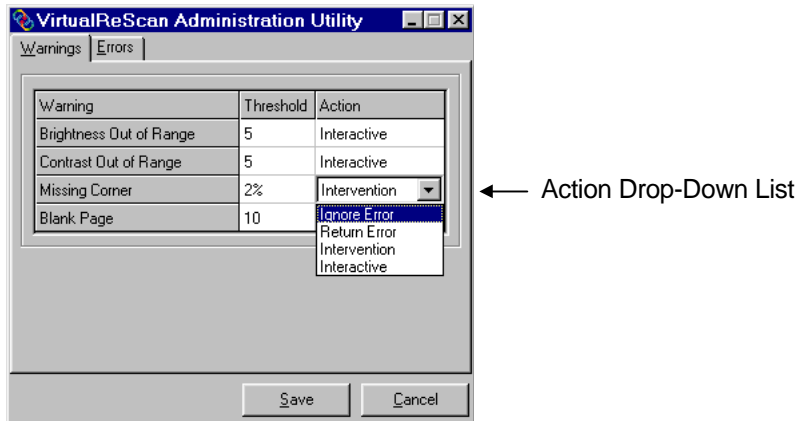 VirtualReScan Administration Utility
Warnings Errors
Warning Threshold Action
Brightness Out of Range 5 Interactive
Contrast Out of Range 5 Interactive
Missing Corner 2% Intervention
Action Drop-Down List
Blank Page 10
Ignore Error
Return Error
Intervention
Interactive
Save Cancel